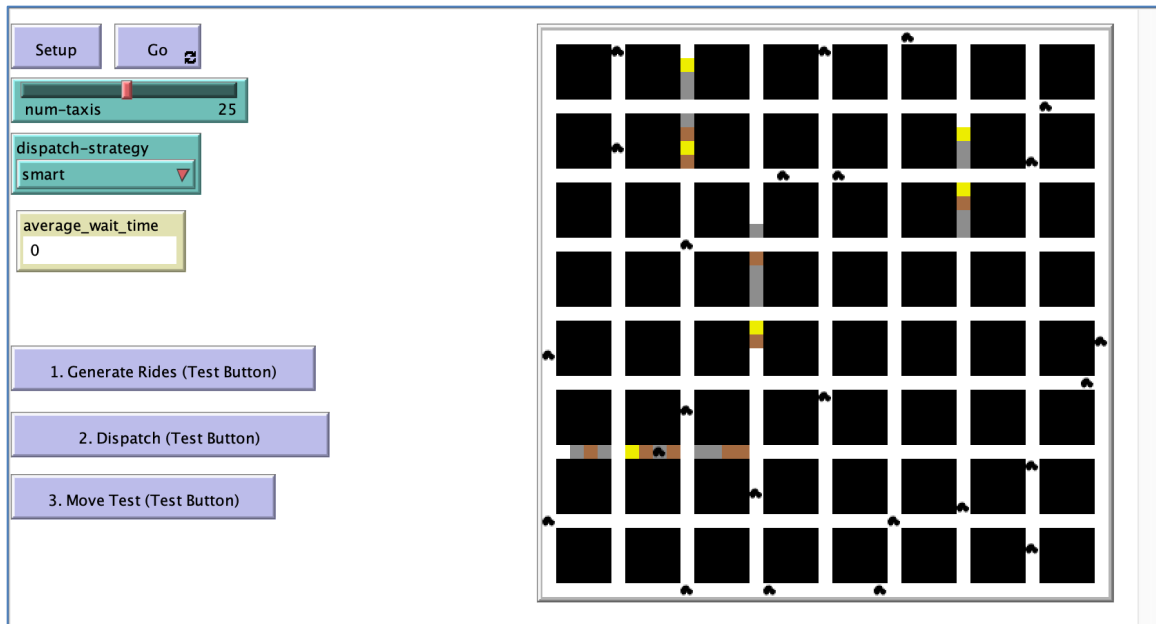 Setup
Go
num-taxis 25
dispatch-strategy
smart
average_wait_time
0
1. Generate Rides (Test Button)
2. Dispatch (Test Button)
3. Move Test (Test Button)